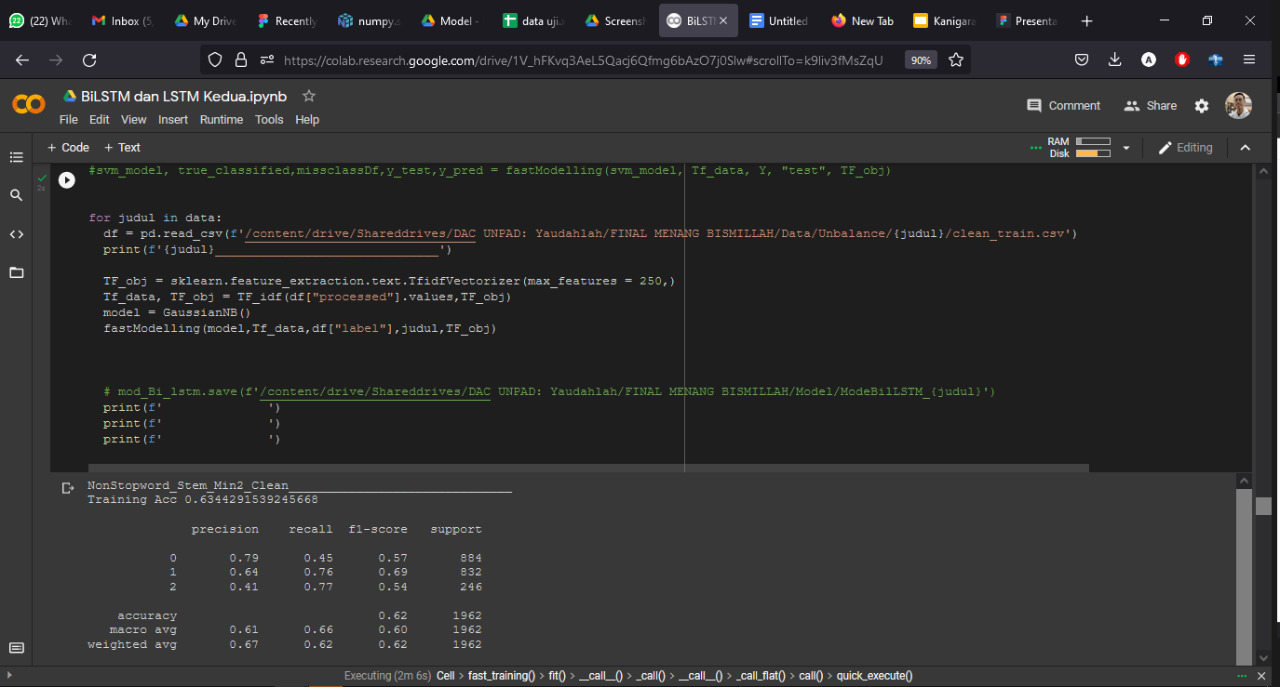 (22) Wha
Inbox (5,
My Drive
Recently
numpy.s
Model -
data ujia
Screensh
BiLSTM
Untitled
New Tab
Kanigara
Presenta
https://colab.research.google.com/drive/1V_hFKvq3AeL5Qacj6Qfmg6bAzO7j0Slw#scrollTo=k9liv3fMsZqU
90%
BiLSTM dan LSTM Kedua.ipynb
Comment
Share
File Edit View Insert Runtime Tools Help
+ Code + Text
RAM
Disk
Editing
#svm_model, true_classified,missclassDf,y_test,y_pred = fastModelling(svm_model, Tf_data, Y, "test", TF_obj)
2s
for judul in data:
df = pd.read_csv(f'/content/drive/Shareddrives/DAC UNPAD: Yaudahlah/FINAL MENANG BISMILLAH/Data/Unbalance/{judul}/clean_train.csv')
print(f'{judul}_______________________________')
TF_obj = sklearn.feature_extraction.text.TfidfVectorizer(max_features = 250,)
Tf_data, TF_obj = TF_idf(df["processed"].values,TF_obj)
model = GaussianNB()
fastModelling(model,Tf_data,df["label"],judul,TF_obj)
# mod_Bi_lstm.save(f'/content/drive/Shareddrives/DAC UNPAD: Yaudahlah/FINAL MENANG BISMILLAH/Model/ModeBilLSTM_{judul}')
print(f'               ')
print(f'               ')
print(f'               ')
NonStopword_Stem_Min2_Clean_______________________________
Training Acc 0.6344291539245668
precision recall f1-score support
0 0.79 0.45 0.57 884
1 0.64 0.76 0.69 832
2 0.41 0.77 0.54 246
accuracy 0.62 1962
macro avg 0.61 0.66 0.60 1962
weighted avg 0.67 0.62 0.62 1962
Executing (2m 6s) Cell > fast_training() > fit() > __call__() > _call() > __call__() > _call_flat() > call() > quick_execute()